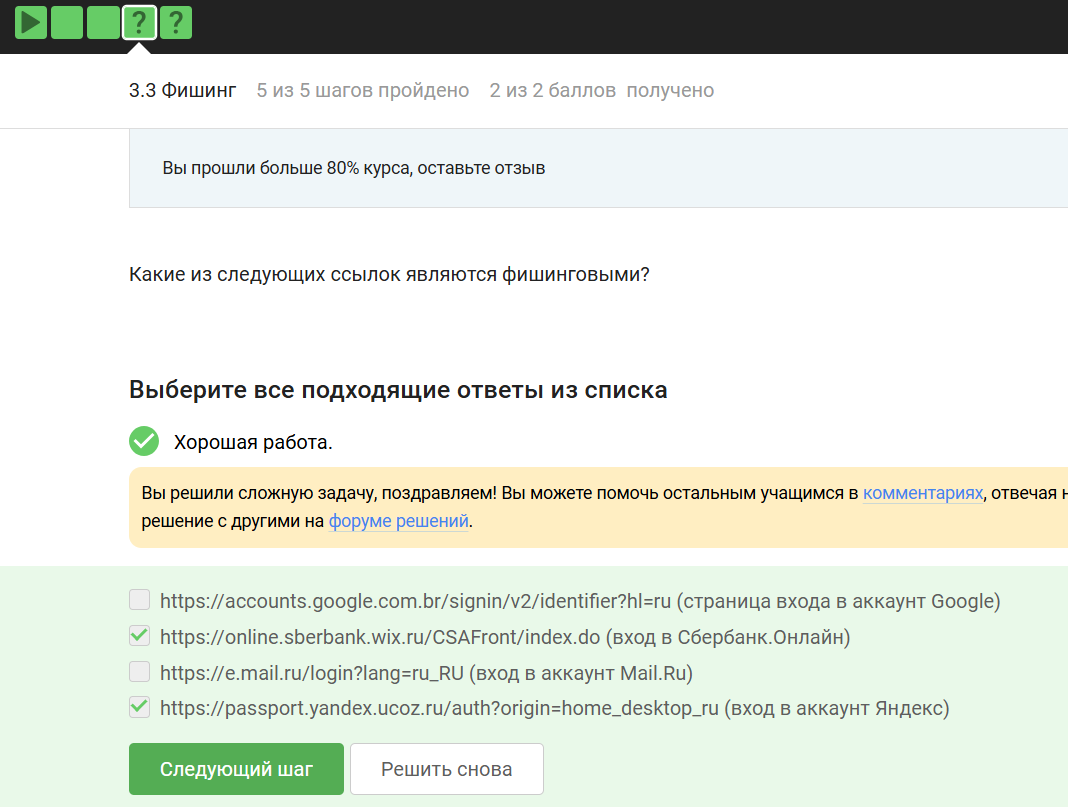 ? ?
3.3 Фишинг 5 из 5 шагов пройдено 2 из 2 баллов получено
Вы прошли больше 80% курса, оставьте отзыв
Какие из следующих ссылок являются фишинговыми?
Выберите все подходящие ответы из списка
Хорошая работа.
Вы решили сложную задачу, поздравляем! Вы можете помочь остальным учащимся в комментариях, отвечая
решение с другими на форуме решений.
https://accounts.google.com.br/signin/v2/identifier?hl=ru (страница входа в аккаунт Google)
https://online.sberbank.wix.ru/CSAFront/index.do (вход в Сбербанк.Онлайн)
https://e.mail.ru/login?lang=ru_RU (вход в аккаунт Mail.Ru)
https://passport.yandex.ucoz.ru/auth?origin=home_desktop_ru (вход в аккаунт Яндекс)
Следующий шаг Решить снова